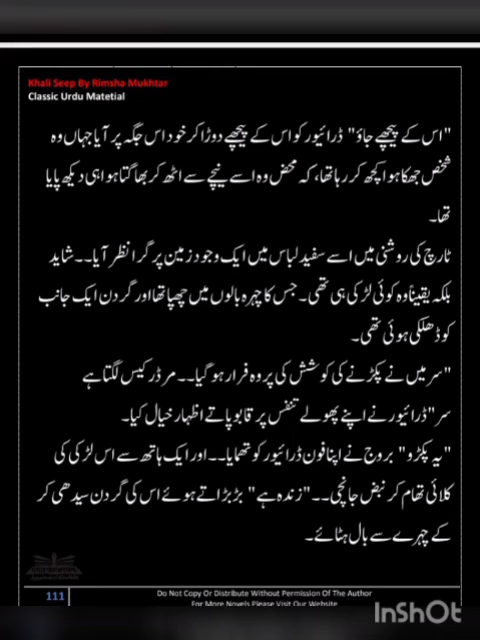 Khali Seep By Rimsha Mukhtar
Classic Urdu Matetial
"اس کے پیچھے جاؤ" ڈرائیور کو اس کے پیچھے دوڑا کر خود اس جگہ پر آیا جہاں وہ
شخص جھکا ہوا کچھ کر رہا تھا، کہ محض وہ اسے نیچے سے اٹھ کر بھاگتا ہوا ہی دیکھ پایا
تھا۔
ٹارچ کی روشنی میں اسے سفید لباس میں ایک وجود زمین پر گرا نظر آیا۔۔ شاید
بلکہ یقیناً وہ کوئی لڑکی ہی تھی۔ جس کا چہرہ بالوں میں چھپا تھا اور گردن ایک جانب
کو ڈھلکی ہوئی تھی۔
"سر میں نے پکڑنے کی کوشش کی پر وہ فرار ہو گیا۔۔ مرڈر کیس لگتا ہے
سر" ڈرائیور نے اپنے پھولے تنفس پر قابو پاتے اظہار خیال کیا۔
"یہ پکڑو" بروج نے اپنا فون ڈرائیور کو تھمایا۔۔ اور ایک ہاتھ سے اس لڑکی کی
کلائی تھام کر نبض جانچی۔۔ "زندہ ہے" بڑبڑاتے ہوئے اس کی گردن سیدھی کر
کے چہرے سے بال ہٹائے۔
111
Do Not Copy Or Distribute Without Permission Of The Author
For More Novels Please Visit Our Website
InShOt